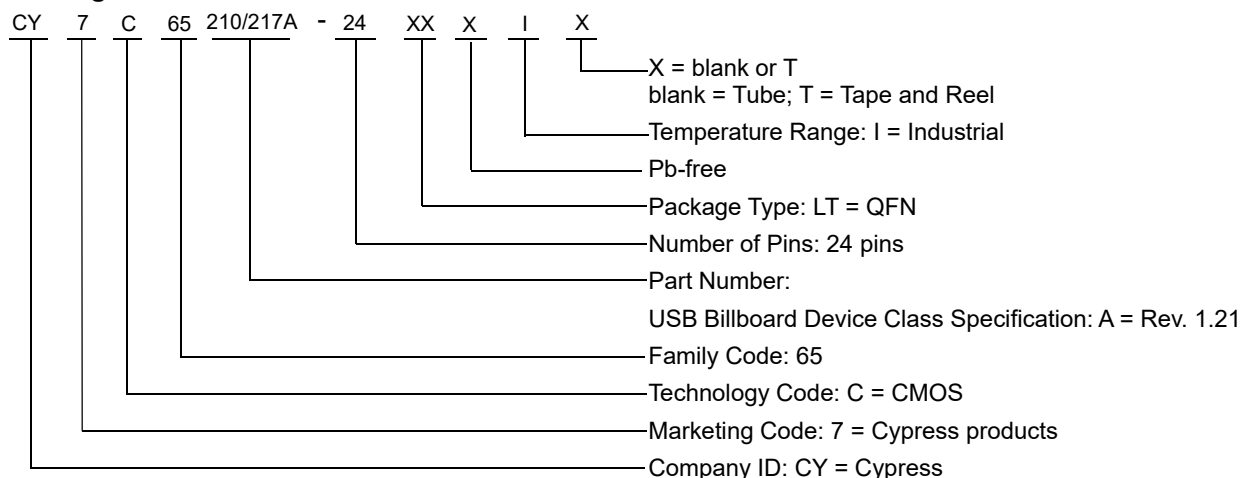 CY 7 C 65 210/217A - 24 XX X I X
X = blank or T
blank = Tube; T = Tape and Reel
Temperature Range: I = Industrial
Pb-free
Package Type: LT = QFN
Number of Pins: 24 pins
Part Number:
USB Billboard Device Class Specification: A = Rev. 1.21
Family Code: 65
Technology Code: C = CMOS
Marketing Code: 7 = Cypress products
Company ID: CY = Cypress